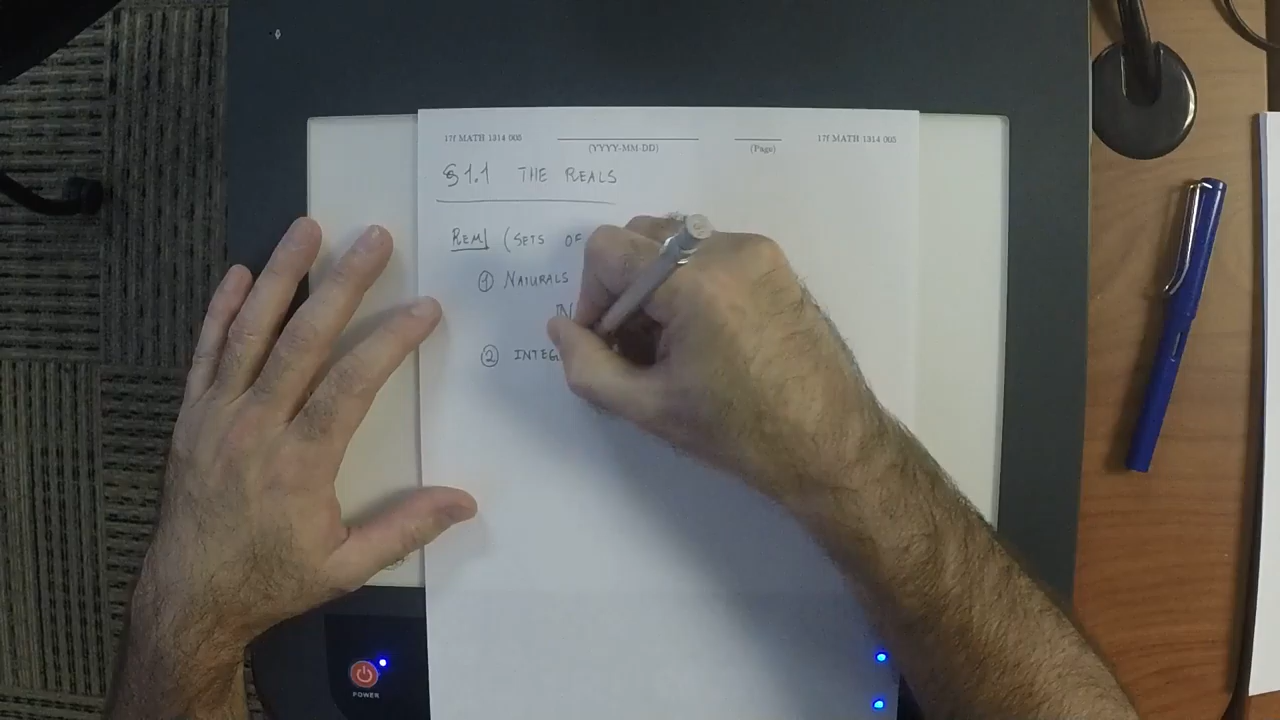 17f MATH 1314 005 (YYYY-MM-DD) (Page) 17f MATH 1314 005
§1.1 THE REALS
REM (SETS OF
① NATURALS
ℕ
② INTEG
POWER